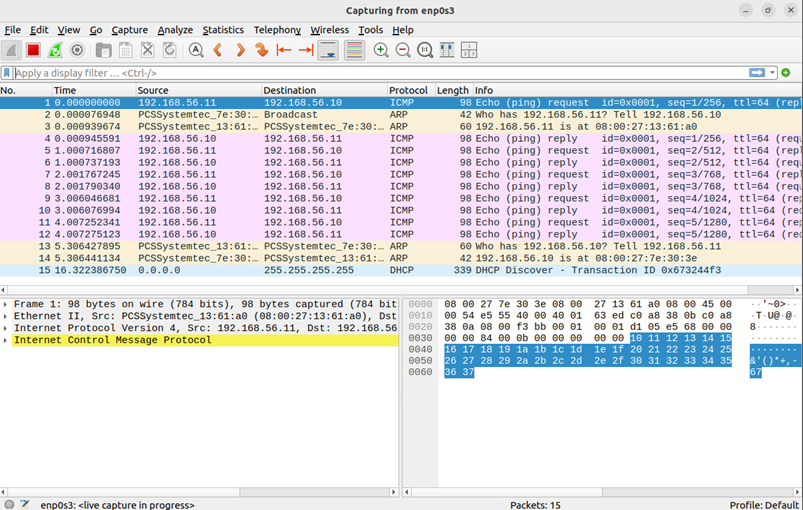 Capturing from enp0s3
File Edit View Go Capture Analyze Statistics Telephony Wireless Tools Help
Apply a display filter ... <Ctrl-/>
No. Time Source Destination Protocol Length Info
1 0.000000000 192.168.56.11 192.168.56.10 ICMP 98 Echo (ping) request id=0x0001, seq=1/256, ttl=64 (repl
2 0.000076948 PCSSystemtec_7e:30:… Broadcast ARP 42 Who has 192.168.56.11? Tell 192.168.56.10
3 0.000939674 PCSSystemtec_13:61:… PCSSystemtec_7e:30:… ARP 60 192.168.56.11 is at 08:00:27:13:61:a0
4 0.000945591 192.168.56.10 192.168.56.11 ICMP 98 Echo (ping) reply id=0x0001, seq=1/256, ttl=64 (requ
5 1.000716807 192.168.56.11 192.168.56.10 ICMP 98 Echo (ping) request id=0x0001, seq=2/512, ttl=64 (repl
6 1.000737193 192.168.56.10 192.168.56.11 ICMP 98 Echo (ping) reply id=0x0001, seq=2/512, ttl=64 (requ
7 2.001767245 192.168.56.11 192.168.56.10 ICMP 98 Echo (ping) request id=0x0001, seq=3/768, ttl=64 (repl
8 2.001790340 192.168.56.10 192.168.56.11 ICMP 98 Echo (ping) reply id=0x0001, seq=3/768, ttl=64 (requ
9 3.006046681 192.168.56.11 192.168.56.10 ICMP 98 Echo (ping) request id=0x0001, seq=4/1024, ttl=64 (rep
10 3.006076994 192.168.56.10 192.168.56.11 ICMP 98 Echo (ping) reply id=0x0001, seq=4/1024, ttl=64 (req
11 4.007252341 192.168.56.11 192.168.56.10 ICMP 98 Echo (ping) request id=0x0001, seq=5/1280, ttl=64 (rep
12 4.007275123 192.168.56.10 192.168.56.11 ICMP 98 Echo (ping) reply id=0x0001, seq=5/1280, ttl=64 (req
13 5.306427895 PCSSystemtec_13:61:… PCSSystemtec_7e:30:… ARP 60 Who has 192.168.56.10? Tell 192.168.56.11
14 5.306441134 PCSSystemtec_7e:30:… PCSSystemtec_13:61:… ARP 42 192.168.56.10 is at 08:00:27:7e:30:3e
15 16.322386750 0.0.0.0 255.255.255.255 DHCP 339 DHCP Discover - Transaction ID 0x673244f3
Frame 1: 98 bytes on wire (784 bits), 98 bytes captured (784 bit
Ethernet II, Src: PCSSystemtec_13:61:a0 (08:00:27:13:61:a0), Dst
Internet Protocol Version 4, Src: 192.168.56.11, Dst: 192.168.56
Internet Control Message Protocol
0000 08 00 27 7e 30 3e 08 00 27 13 61 a0 08 00 45 00 ··'~0>··
0010 00 54 e5 55 40 00 40 01 63 ed c0 a8 38 0b c0 a8 ·T·U@·@·
0020 38 0a 08 00 f3 bb 00 01 00 01 d1 05 e5 68 00 00 8·······
0030 00 00 84 00 0b 00 00 00 00 00 10 11 12 13 14 15 ········
0040 16 17 18 19 1a 1b 1c 1d 1e 1f 20 21 22 23 24 25 ········
0050 26 27 28 29 2a 2b 2c 2d 2e 2f 30 31 32 33 34 35 &'()*+,-
0060 36 37 67
enp0s3: <live capture in progress> Packets: 15 Profile: Default